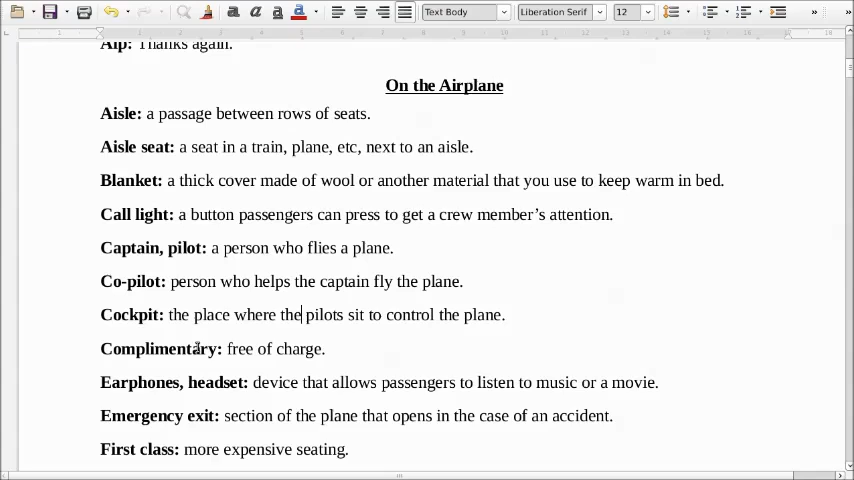 Text Body
Liberation Serif
12
Alp: Thanks again.
On the Airplane
Aisle: a passage between rows of seats.
Aisle seat: a seat in a train, plane, etc, next to an aisle.
Blanket: a thick cover made of wool or another material that you use to keep warm in bed.
Call light: a button passengers can press to get a crew member’s attention.
Captain, pilot: a person who flies a plane.
Co-pilot: person who helps the captain fly the plane.
Cockpit: the place where the pilots sit to control the plane.
Complimentary: free of charge.
Earphones, headset: device that allows passengers to listen to music or a movie.
Emergency exit: section of the plane that opens in the case of an accident.
First class: more expensive seating.